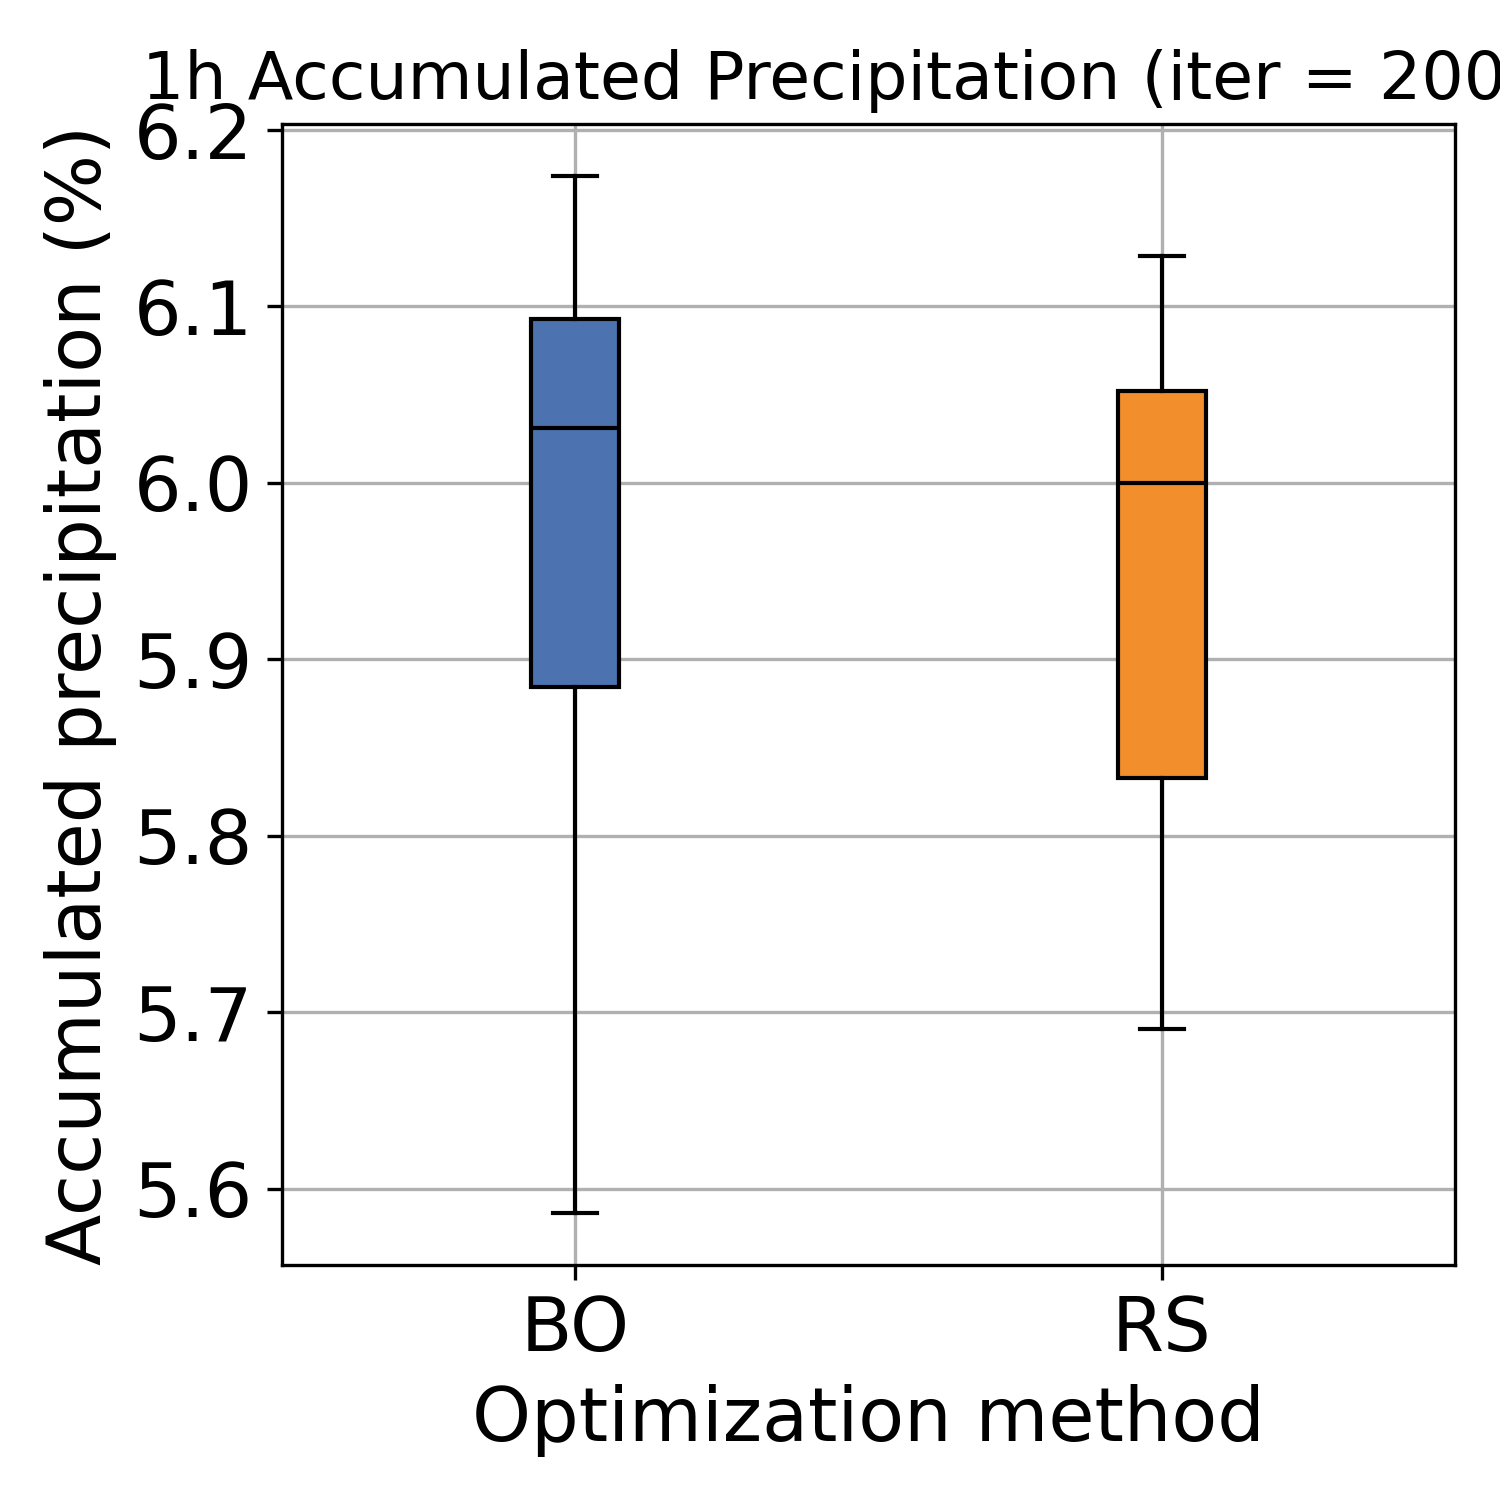 1h Accumulated Precipitation (iter = 200
Accumulated precipitation (%)
6.2
6.1
6.0
5.9
5.8
5.7
5.6
BO
RS
Optimization method